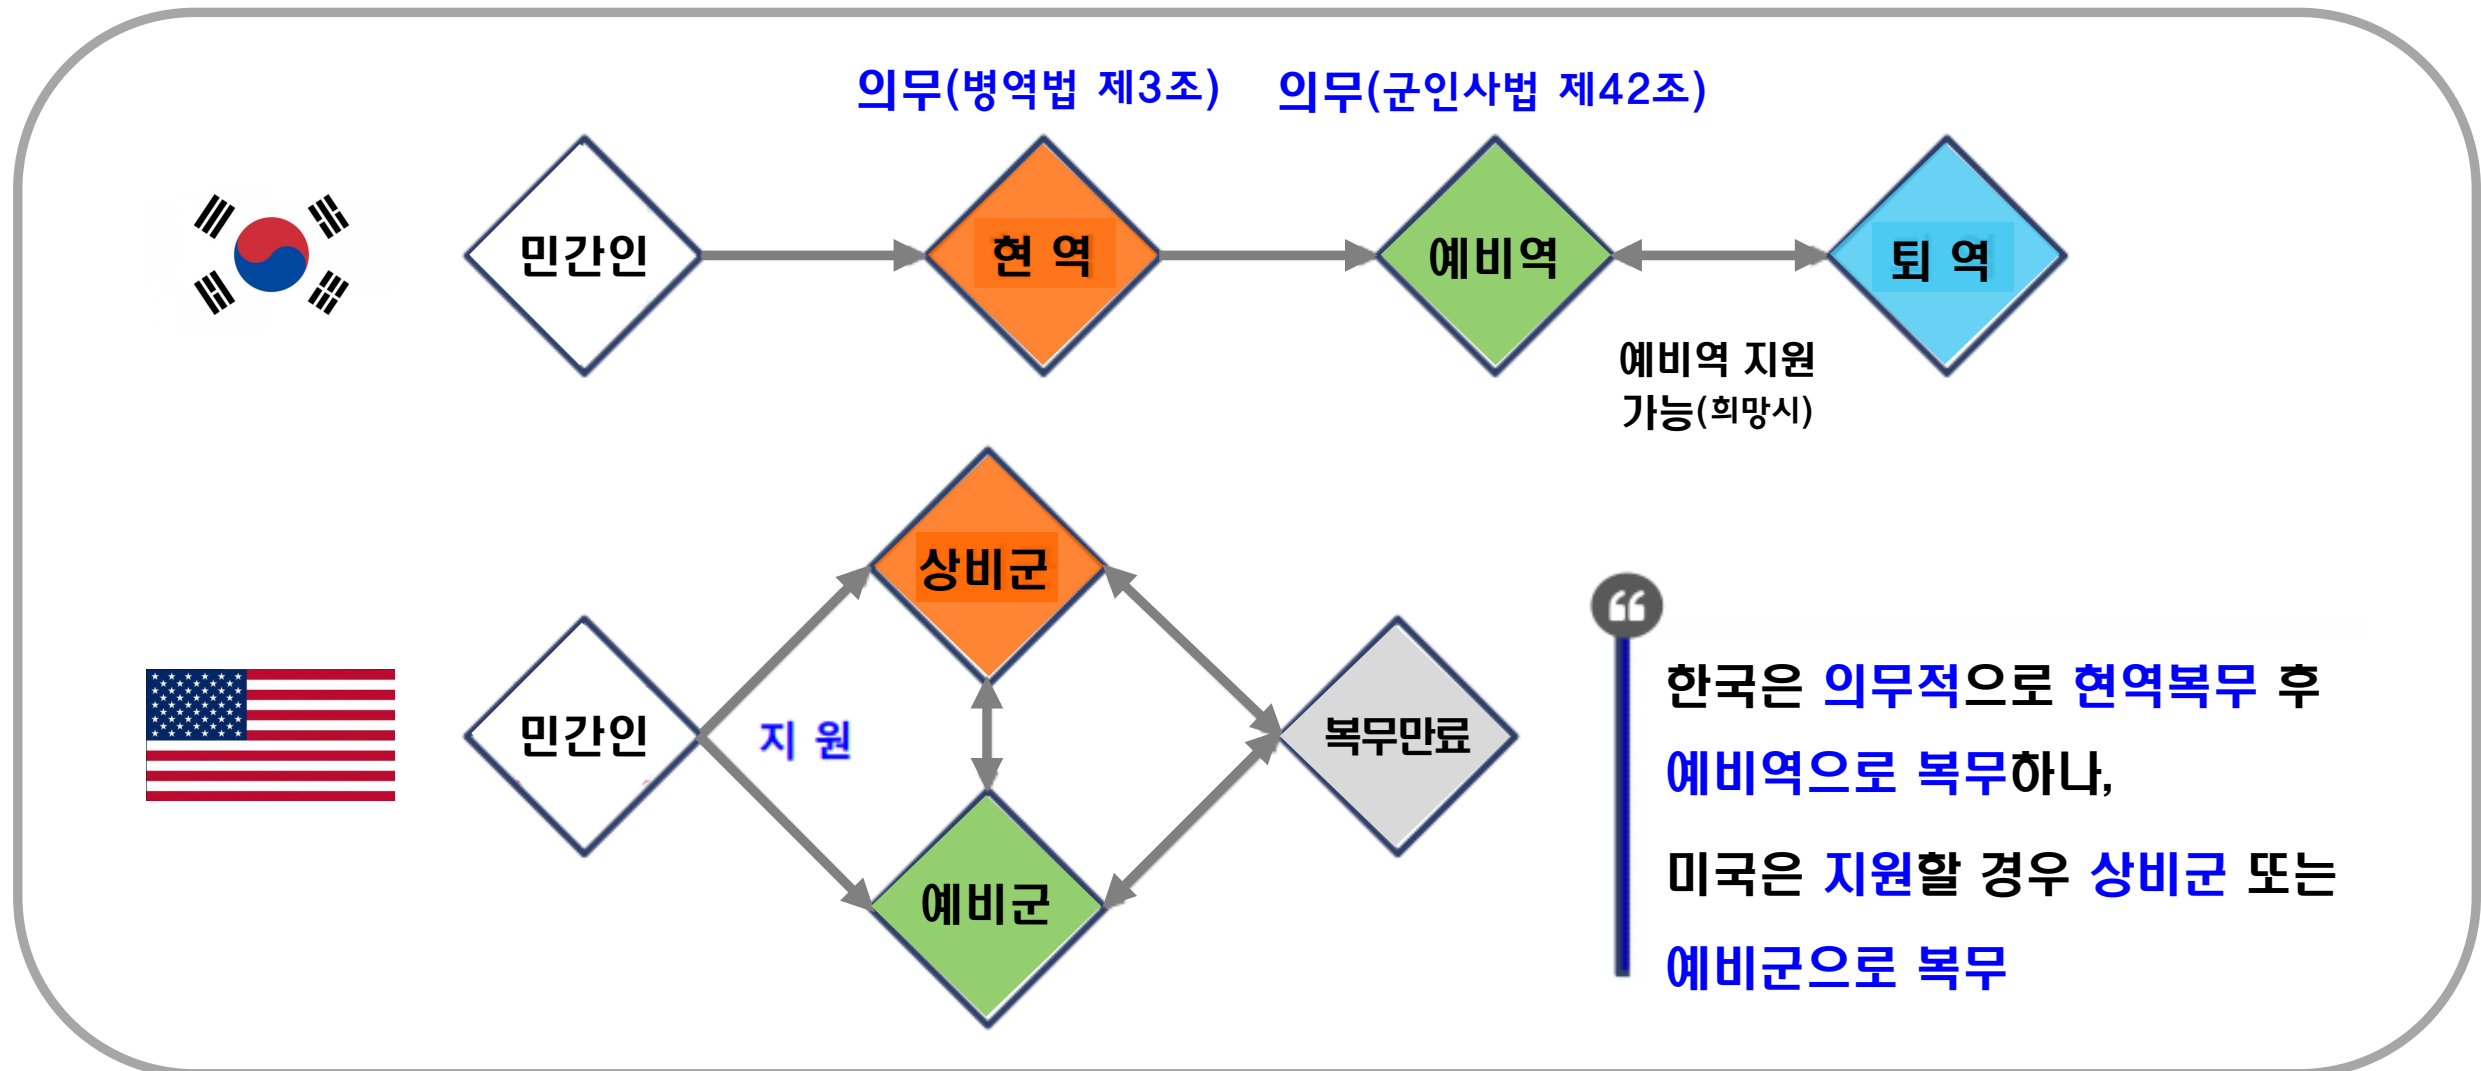 의무(병역법 제3조) 의무(군인사법 제42조)
민간인
현 역
예비역
퇴 역
예비역 지원
가능(희망시)
상비군
민간인
지 원
복무만료
예비군
한국은 의무적으로 현역복무 후
예비역으로 복무하나,
미국은 지원할 경우 상비군 또는
예비군으로 복무